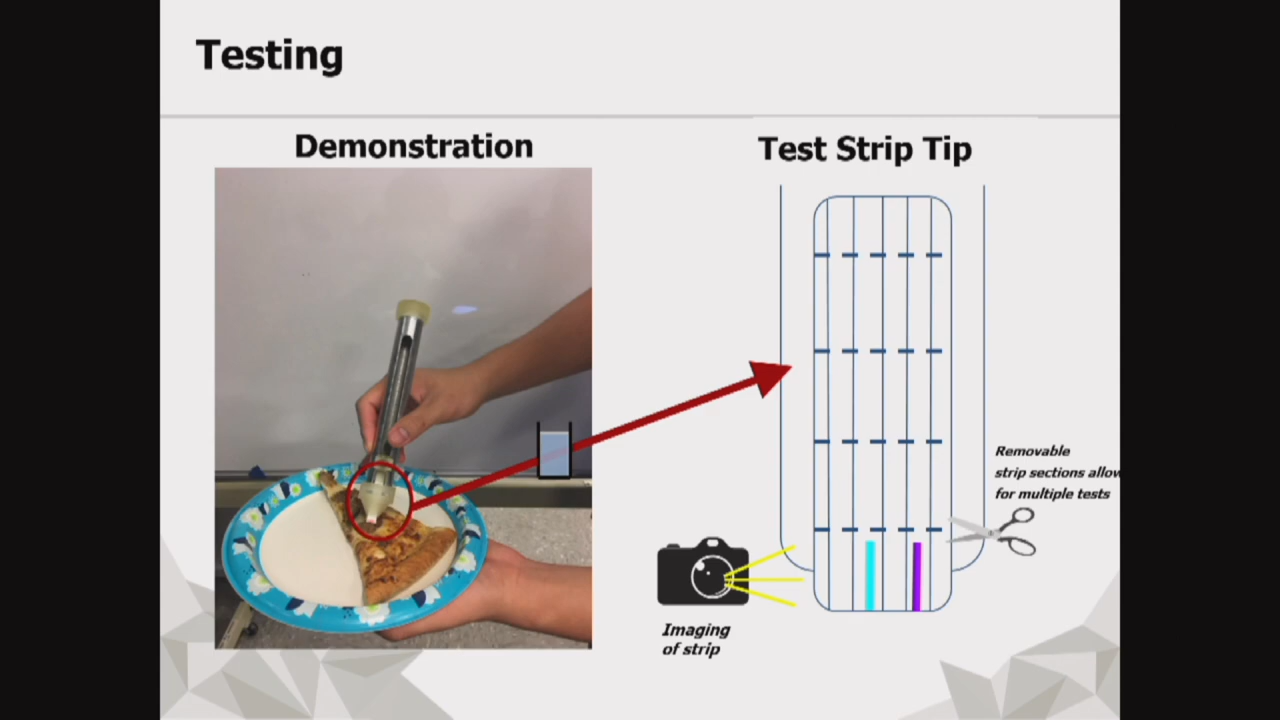 Testing
Demonstration
Test Strip Tip
Removable
strip sections allow
for multiple tests
Imaging
of strip